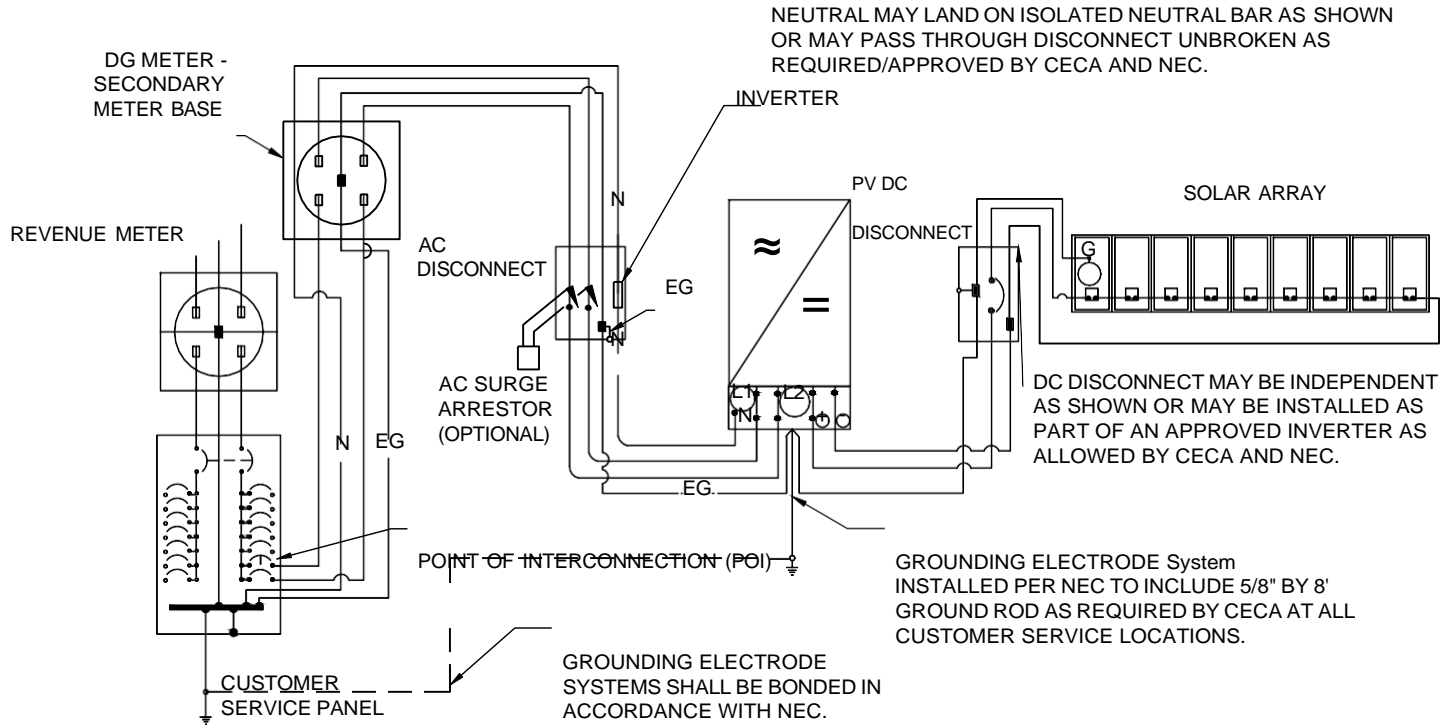 NEUTRAL MAY LAND ON ISOLATED NEUTRAL BAR AS SHOWN
OR MAY PASS THROUGH DISCONNECT UNBROKEN AS
REQUIRED/APPROVED BY CECA AND NEC.
DG METER -
SECONDARY
METER BASE
INVERTER
N
PV DC
DISCONNECT
SOLAR ARRAY
G
REVENUE METER
AC
DISCONNECT
EG
N
≈
=
AC SURGE
ARRESTOR
(OPTIONAL)
L1
N
L2
+
-
DC DISCONNECT MAY BE INDEPENDENT
AS SHOWN OR MAY BE INSTALLED AS
PART OF AN APPROVED INVERTER AS
ALLOWED BY CECA AND NEC.
N
EG
EG
POINT OF INTERCONNECTION (POI)
GROUNDING ELECTRODE System
INSTALLED PER NEC TO INCLUDE 5/8" BY 8'
GROUND ROD AS REQUIRED BY CECA AT ALL
CUSTOMER SERVICE LOCATIONS.
CUSTOMER
SERVICE PANEL
GROUNDING ELECTRODE
SYSTEMS SHALL BE BONDED IN
ACCORDANCE WITH NEC.